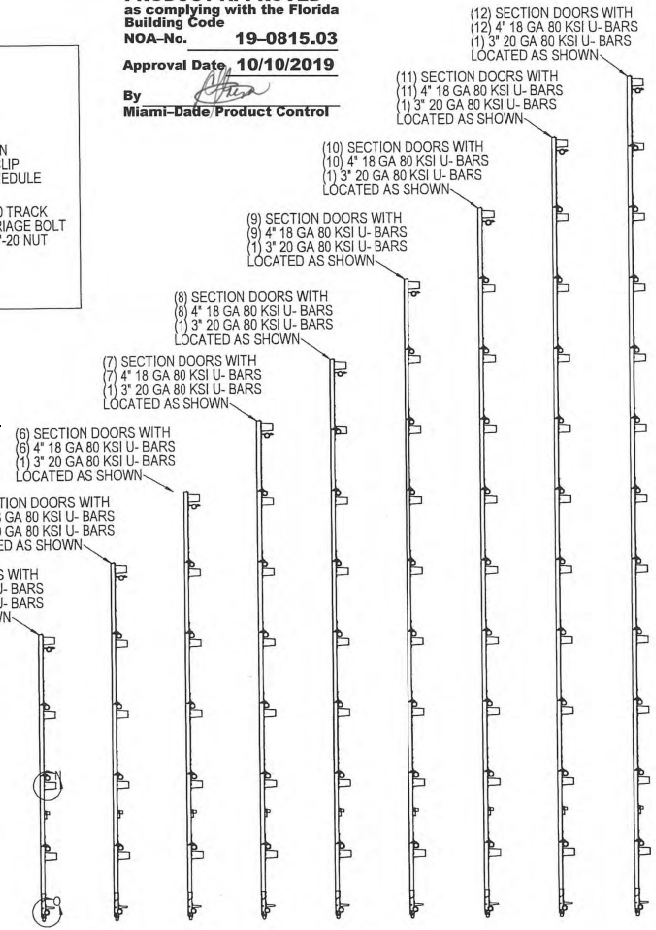 as complying with the Florida
Building Code
NOA–No. 19–0815.03
Approval Date 10/10/2019
By
Miami–Dade Product Control
EDULE
TRACK
RIAGE BOLT
-20 NUT
(12) SECTION DOORS WITH
(12) 4' 18 GA 80 KSI U- BARS
(1) 3" 20 GA 80 KSI U- BARS
LOCATED AS SHOWN
(11) SECTION DOORS WITH
(11) 4" 18 GA 80 KSI U- BARS
(1) 3" 20 GA 80 KSI U- BARS
LOCATED AS SHOWN
(10) SECTION DOORS WITH
(10) 4" 18 GA 80 KSI U- BARS
(1) 3" 20 GA 80 KSI U- BARS
LOCATED AS SHOWN
(9) SECTION DOORS WITH
(9) 4" 18 GA 80 KSI U- BARS
(1) 3" 20 GA 80 KSI U- BARS
LOCATED AS SHOWN
(8) SECTION DOORS WITH
(8) 4" 18 GA 80 KSI U- BARS
(1) 3" 20 GA 80 KSI U- BARS
LOCATED AS SHOWN
(7) SECTION DOORS WITH
(7) 4" 18 GA 80 KSI U- BARS
(1) 3" 20 GA 80 KSI U- BARS
LOCATED AS SHOWN
(6) SECTION DOORS WITH
(6) 4" 18 GA 80 KSI U- BARS
(1) 3" 20 GA 80 KSI U- BARS
LOCATED AS SHOWN
TION DOORS WITH
GA 80 KSI U- BARS
GA 80 KSI U- BARS
ED AS SHOWN
S WITH
U- BARS
U- BARS
WN
N
O